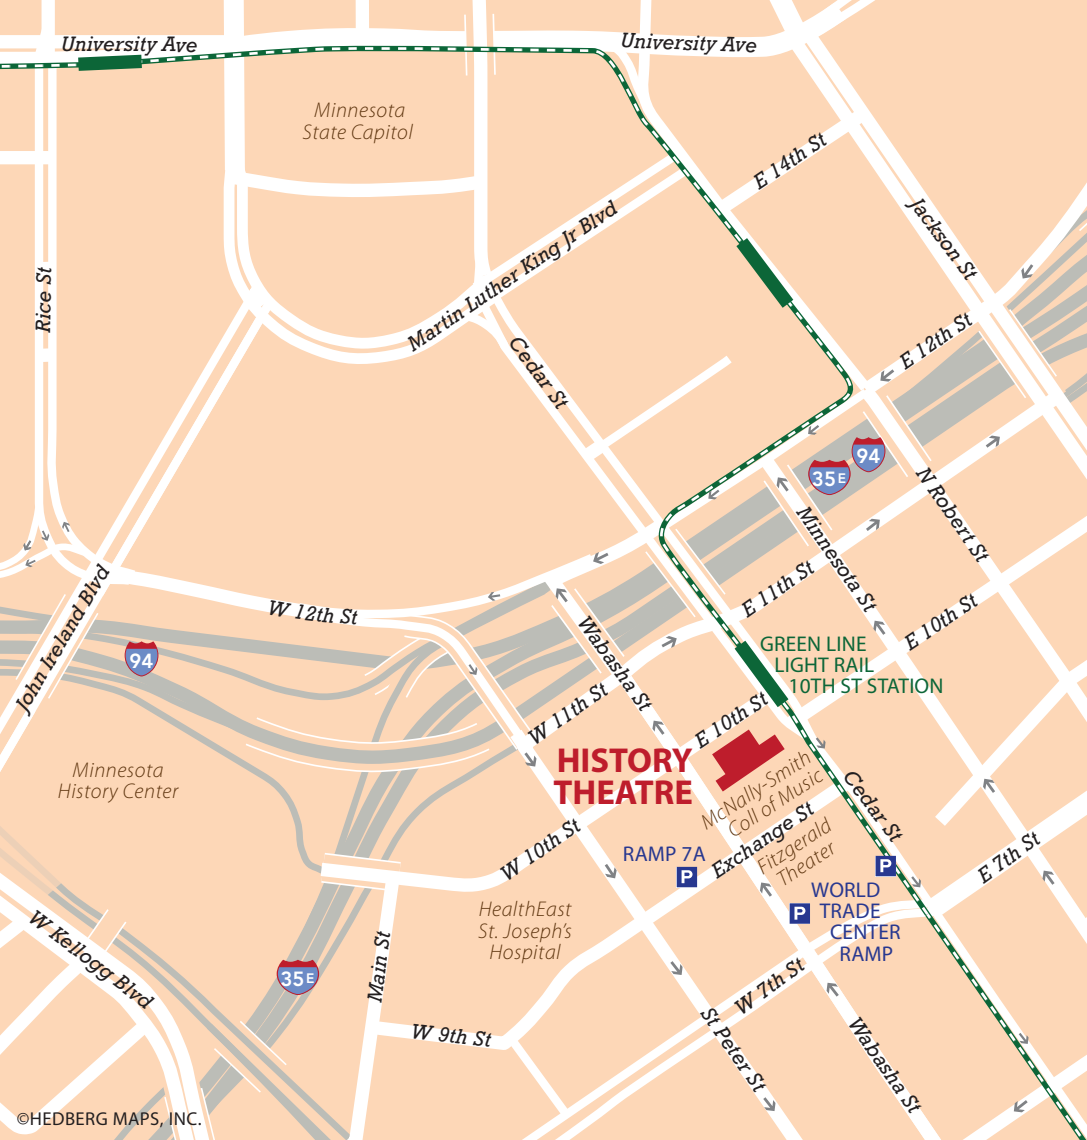 University Ave
University Ave
Minnesota
State Capitol
E 14th St
Jackson St
Martin Luther King Jr Blvd
Rice St
E 12th St
Cedar St
94
35E
N Robert St
Minnesota St
E 11th St
John Ireland Blvd
W 12th St
Wabasha St
E 10th St
94
GREEN LINE
LIGHT RAIL
10TH ST STATION
W 11th St
E 10th St
HISTORY
THEATRE
Minnesota
History Center
McNally-Smith
Coll of Music
Cedar St
Exchange St
Fitzgerald
Theater
W 10th St
RAMP 7A
P
P
E 7th St
WORLD
TRADE
CENTER
RAMP
P
HealthEast
St. Joseph's
Hospital
W Kellogg Blvd
35E
Main St
W 7th St
W 9th St
St Peter St
Wabasha St
©HEDBERG MAPS, INC.